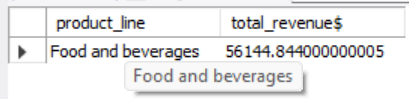 product_line total_revenue$
Food and beverages 56144.844000000005
Food and beverages